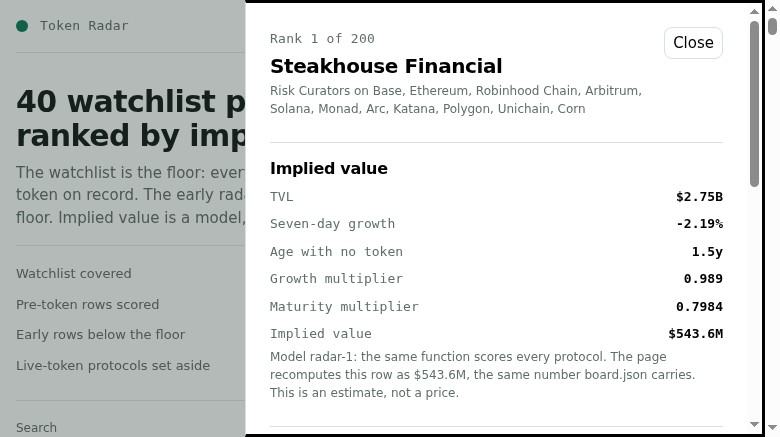 Token Radar
40 watchlist p
ranked by imp
The watchlist is the floor: ever
token on record. The early rad
floor. Implied value is a model,
Watchlist covered
Pre-token rows scored
Early rows below the floor
Live-token protocols set aside
Search
Rank 1 of 200
Close
Steakhouse Financial
Risk Curators on Base, Ethereum, Robinhood Chain, Arbitrum,
Solana, Monad, Arc, Katana, Polygon, Unichain, Corn
Implied value
TVL $2.75B
Seven-day growth -2.19%
Age with no token 1.5y
Growth multiplier 0.989
Maturity multiplier 0.7984
Implied value $543.6M
Model radar-1: the same function scores every protocol. The page
recomputes this row as $543.6M, the same number board.json carries.
This is an estimate, not a price.